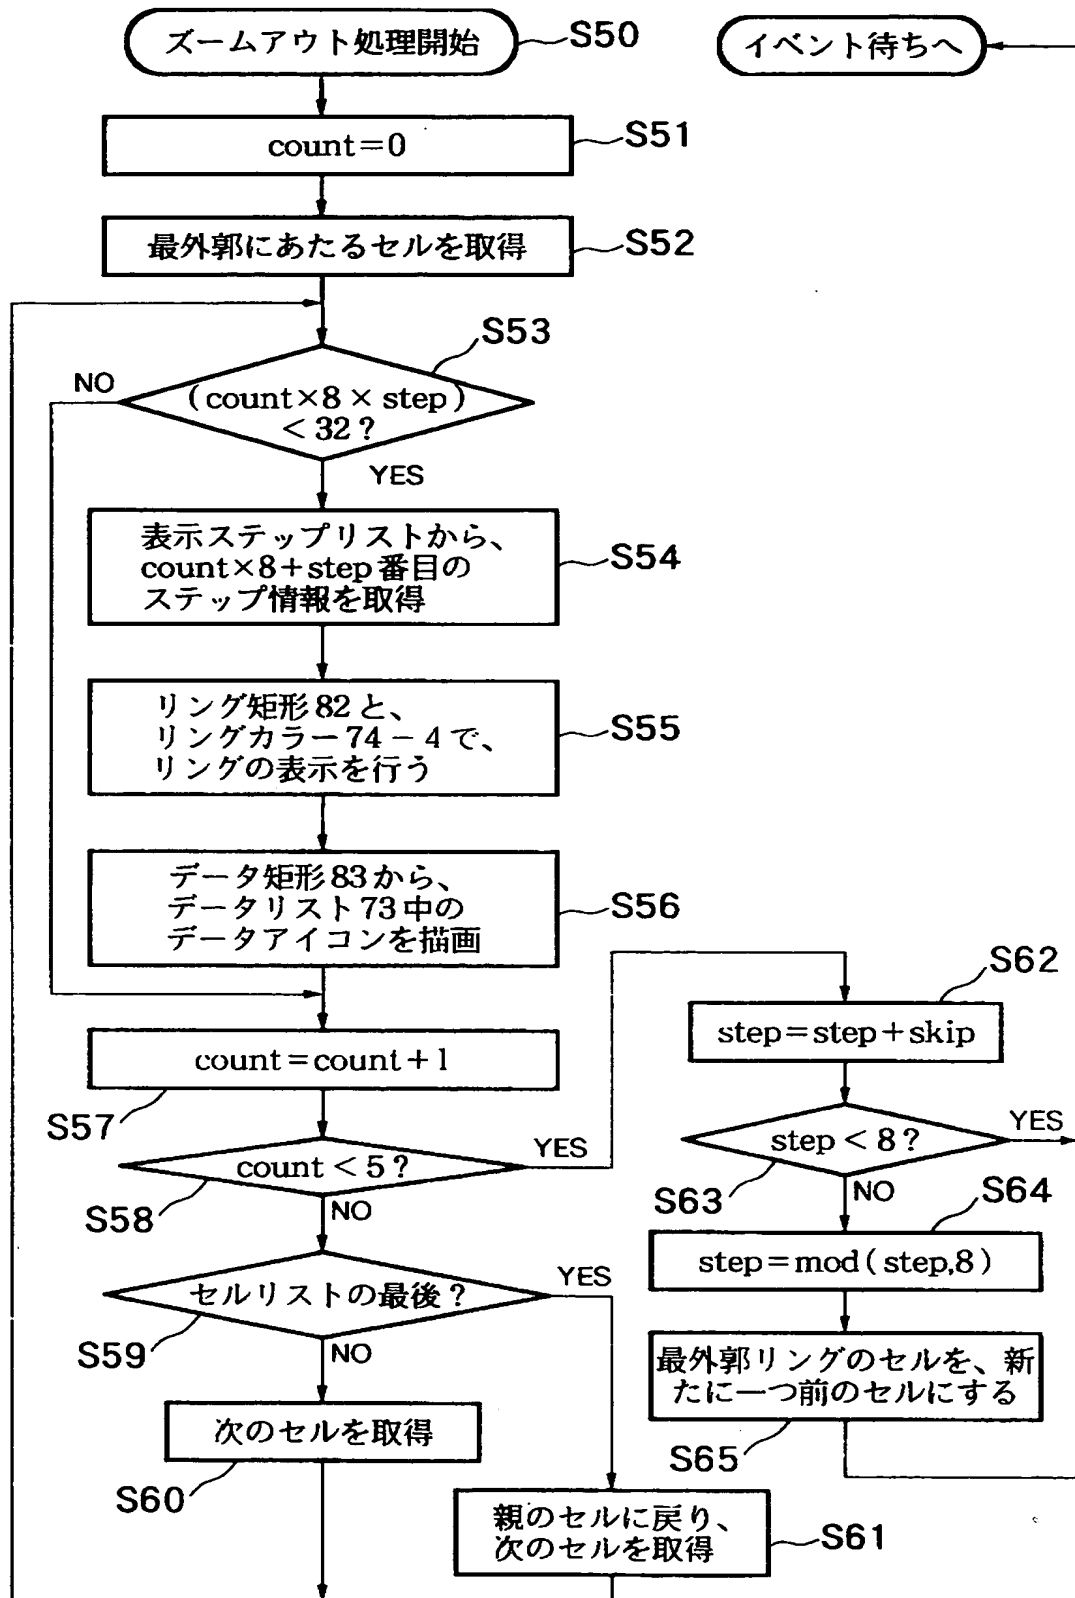 ズームアウト処理開始
S50
イベント待ちへ
count=0
S51
最外郭にあたるセルを取得
S52
S53
NO
(count×8×step)
<32?
YES
表示ステップリストから、
count×8+step番目の
ステップ情報を取得
S54
リング矩形82と、
リングカラー74-4で、
リングの表示を行う
S55
データ矩形83から、
データリスト73中の
データアイコンを描画
S56
count=count+1
S57
count<5?
YES
S58
NO
セルリストの最後?
YES
S59
NO
次のセルを取得
S60
親のセルに戻り、
次のセルを取得
S61
S62
step=step+skip
step<8?
YES
S63
NO
S64
step=mod(step,8)
最外郭リングのセルを、新
たに一つ前のセルにする
S65